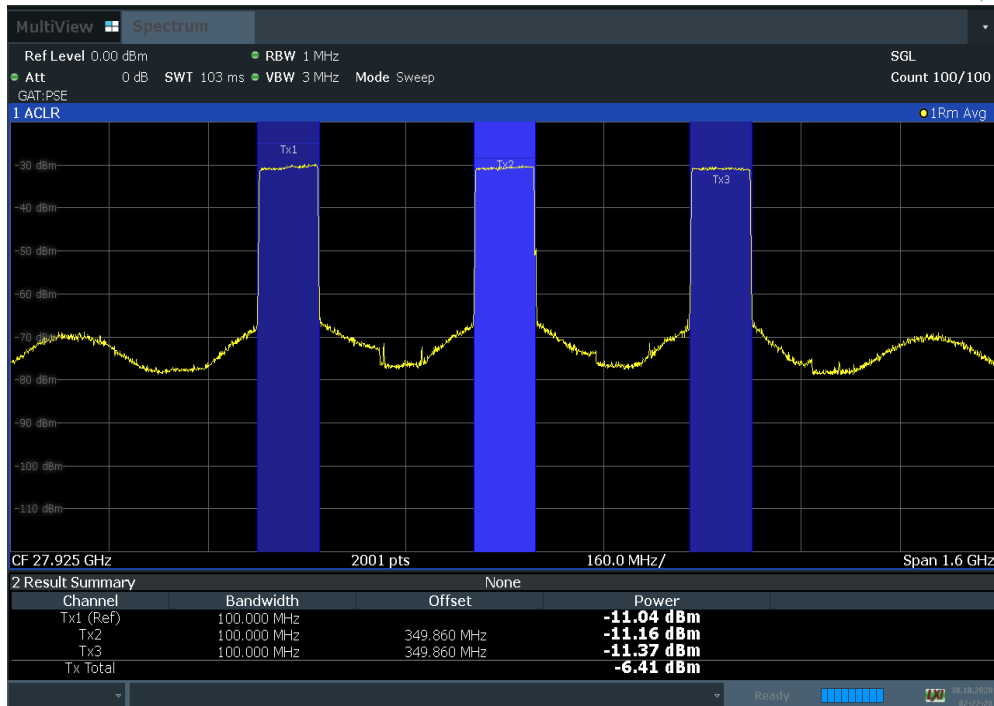 MultiView Spectrum
Ref Level 0.00 dBm RBW 1 MHz SGL
Att 0 dB SWT 103 ms VBW 3 MHz Mode Sweep Count 100/100
GAT:PSE
1 ACLR 1Rm Avg
Tx1
Tx2
Tx3
-30 dBm
-40 dBm
-50 dBm
-60 dBm
-70 dBm
-80 dBm
-90 dBm
-100 dBm
-110 dBm
CF 27.925 GHz 2001 pts 160.0 MHz/ Span 1.6 GHz
2 Result Summary None
Channel Bandwidth Offset Power
Tx1 (Ref) 100.000 MHz -11.04 dBm
Tx2 100.000 MHz 349.860 MHz -11.16 dBm
Tx3 100.000 MHz 349.860 MHz -11.37 dBm
Tx Total -6.41 dBm
Ready LXI 30.10.2020